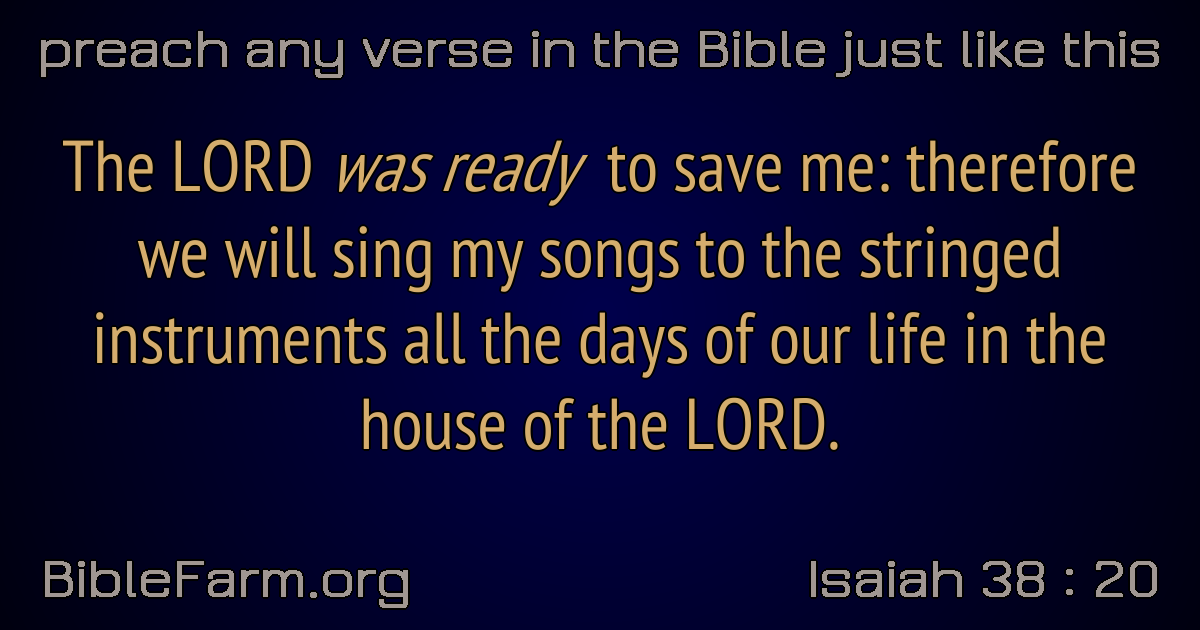 preach any verse in the Bible just like this
The LORD was ready to save me: therefore
we will sing my songs to the stringed
instruments all the days of our life in the
house of the LORD.
BibleFarm.org
Isaiah 38 : 20